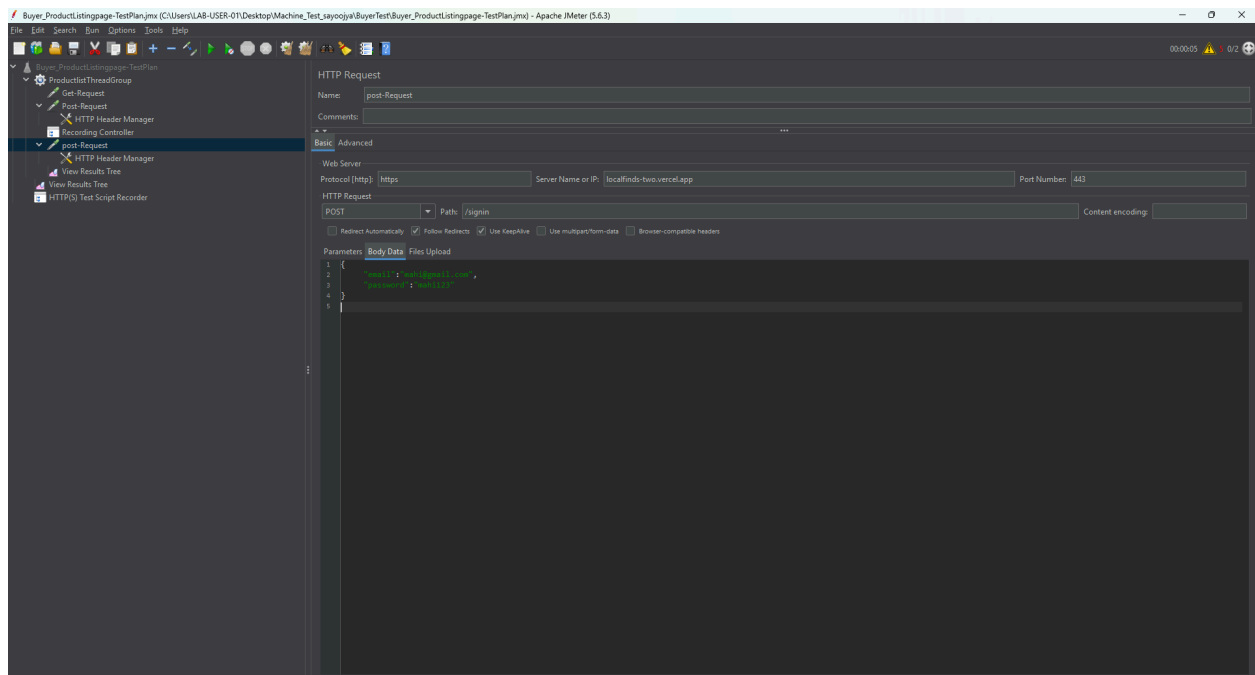 Buyer_ProductListingpage-TestPlan.jmx (C:\Users\LAB-USER-01\Desktop\Machine_Test_sayoojya\BuyerTest\Buyer_ProductListingpage-TestPlan.jmx) - Apache JMeter (5.6.3)
File Edit Search Run Options Tools Help
00:00:05 0/2
Buyer_ProductListingpage-TestPlan
ProductlistThreadGroup
Get-Request
Post-Request
HTTP Header Manager
Recording Controller
post-Request
HTTP Header Manager
View Results Tree
View Results Tree
HTTP(S) Test Script Recorder
HTTP Request
Name: post-Request
Comments:
Basic Advanced
Web Server
Protocol [http]: https Server Name or IP: localfinds-two.vercel.app Port Number: 443
HTTP Request
POST Path: /signin Content encoding:
Redirect Automatically Follow Redirects Use KeepAlive Use multipart/form-data Browser-compatible headers
Parameters Body Data Files Upload
1 {
2 "email":"mahi@gmail.com",
3 "password":"mahi123"
4 }
5